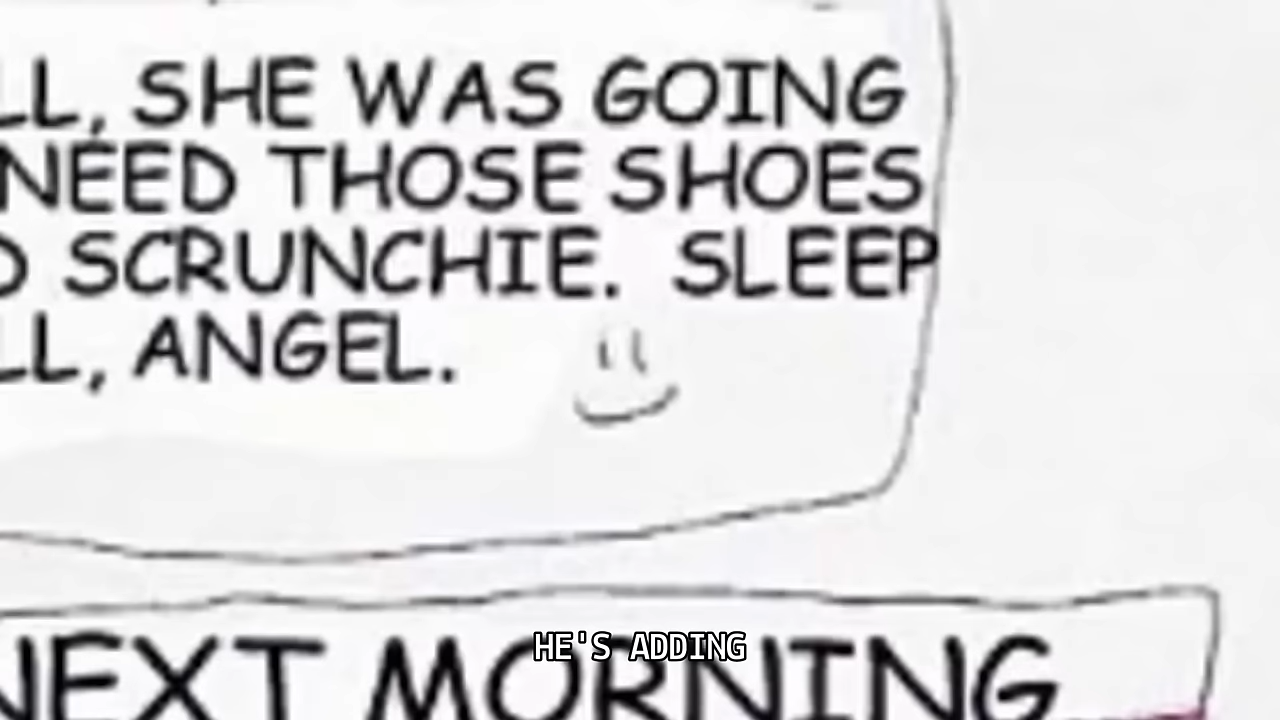 LL, SHE WAS GOING
NEED THOSE SHOES
D SCRUNCHIE. SLEEP
LL, ANGEL.
NEXT MORNING
HE'S ADDING